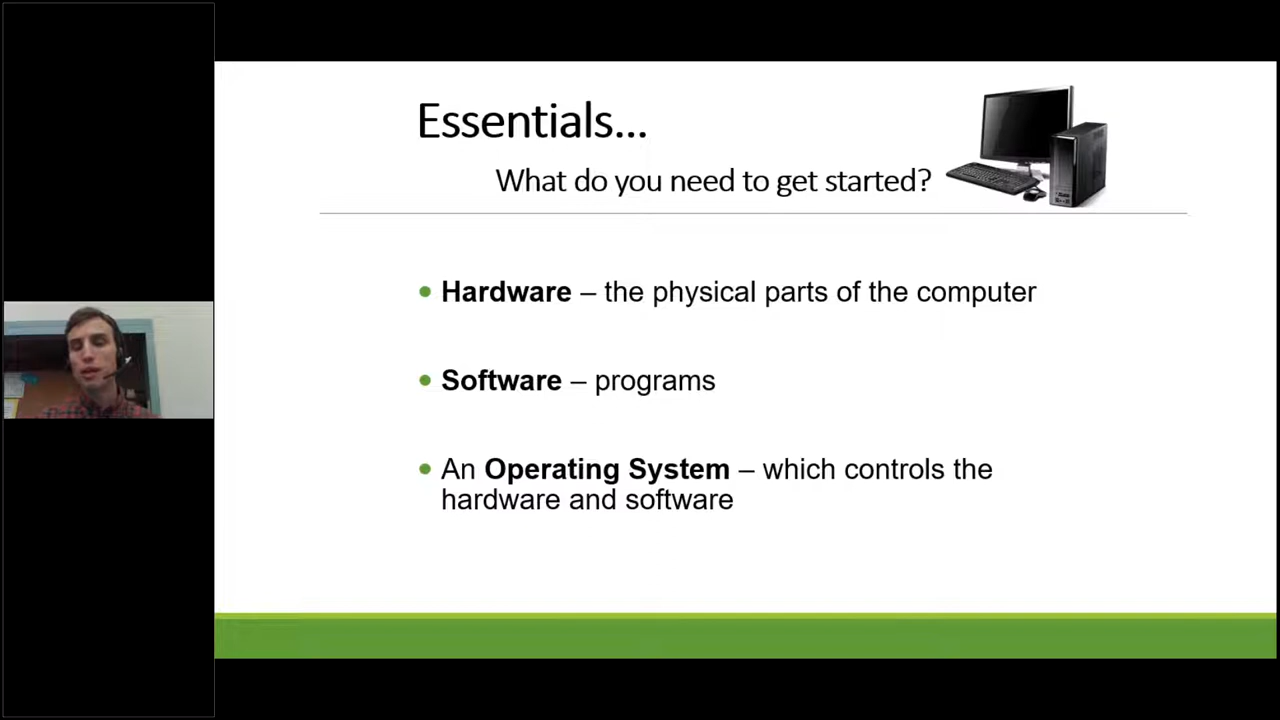 Essentials...
What do you need to get started?
• Hardware – the physical parts of the computer
• Software – programs
• An Operating System – which controls the
hardware and software